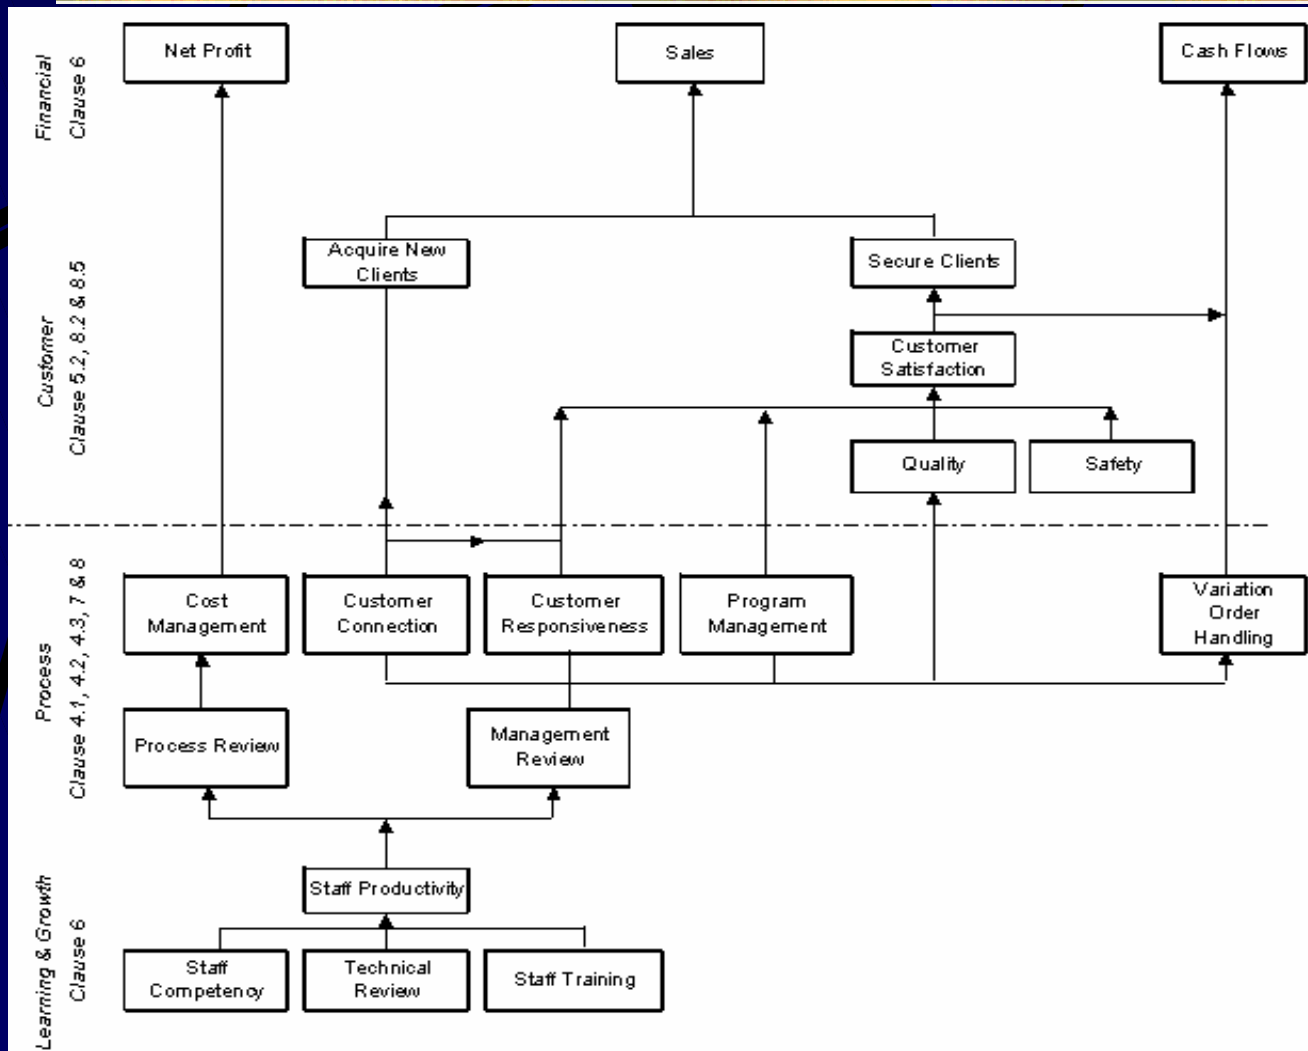 Financial
Clause 6
Net Profit
Sales
Cash Flows
Customer
Clause 5.2, 8.2 & 8.5
Acquire New
Clients
Secure Clients
Customer
Satisfaction
Quality
Safety
Process
Clause 4.1, 4.2, 4.3, 7 & 8
Cost
Management
Customer
Connection
Customer
Responsiveness
Program
Management
Variation
Order
Handling
Process Review
Management
Review
Learning & Growth
Clause 6
Staff Productivity
Staff
Competency
Technical
Review
Staff Training